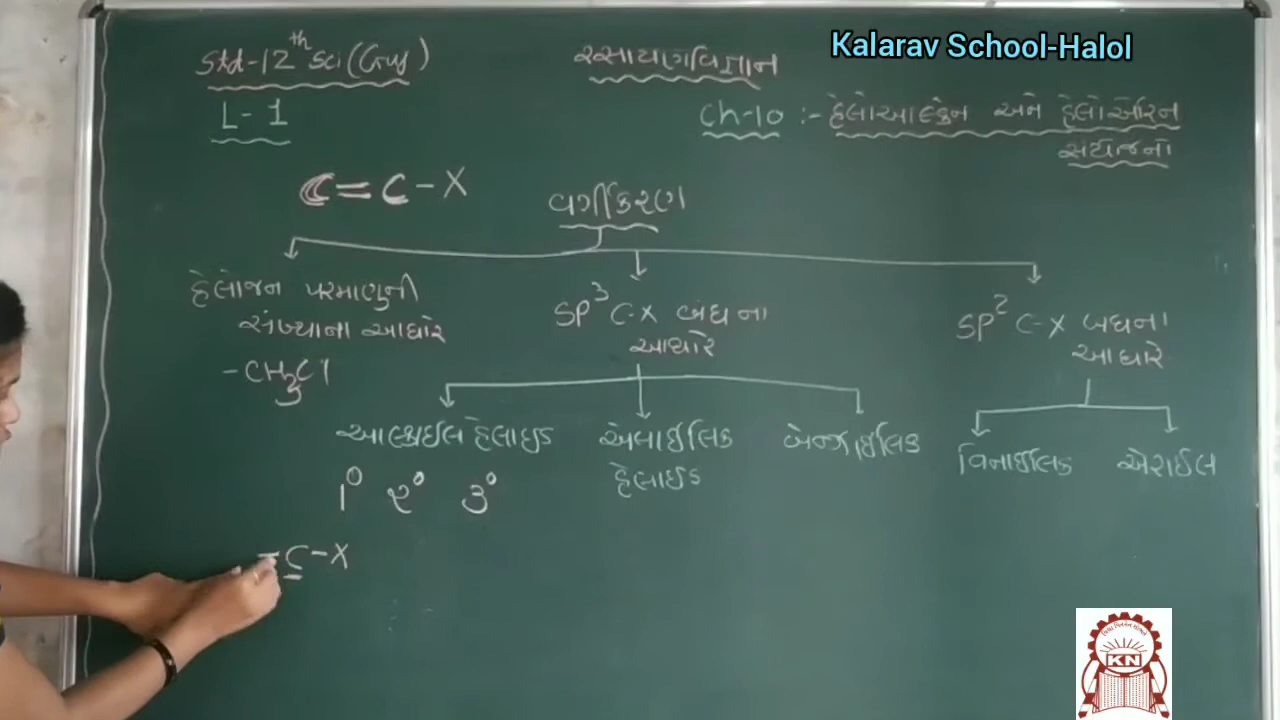 Kalarav School-Halol
Std-12th Sci (Guj)
રસાયણવિજ્ઞાન
L-1
Ch-10 :- હેલોઆલ્કેન અને હેલોએરિન
સંયોજનો
C=C-X
વર્ગીકરણ
હેલોજન પરમાણુની
સંખ્યાના આધારે
-CH3Cl
SP3 C-X બંધના
આધારે
SP2 C-X બંધના
આધારે
આલ્કાઈલ હેલાઇડ
એલાઈલિક
હેલાઈડ
બેન્ઝાઈલિક
વિનાઈલિક
એરાઈલ
1° ૨° ૩°
=C-X
KN